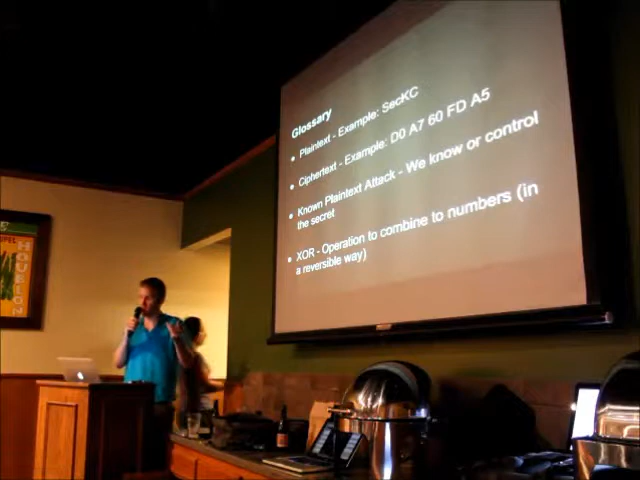 Glossary
• Plaintext - Example: SecKC
• Ciphertext - Example: D0 A7 60 FD A5
• Known Plaintext Attack - We know or control
the secret
• XOR - Operation to combine to numbers (in
a reversible way)
HOUBLON